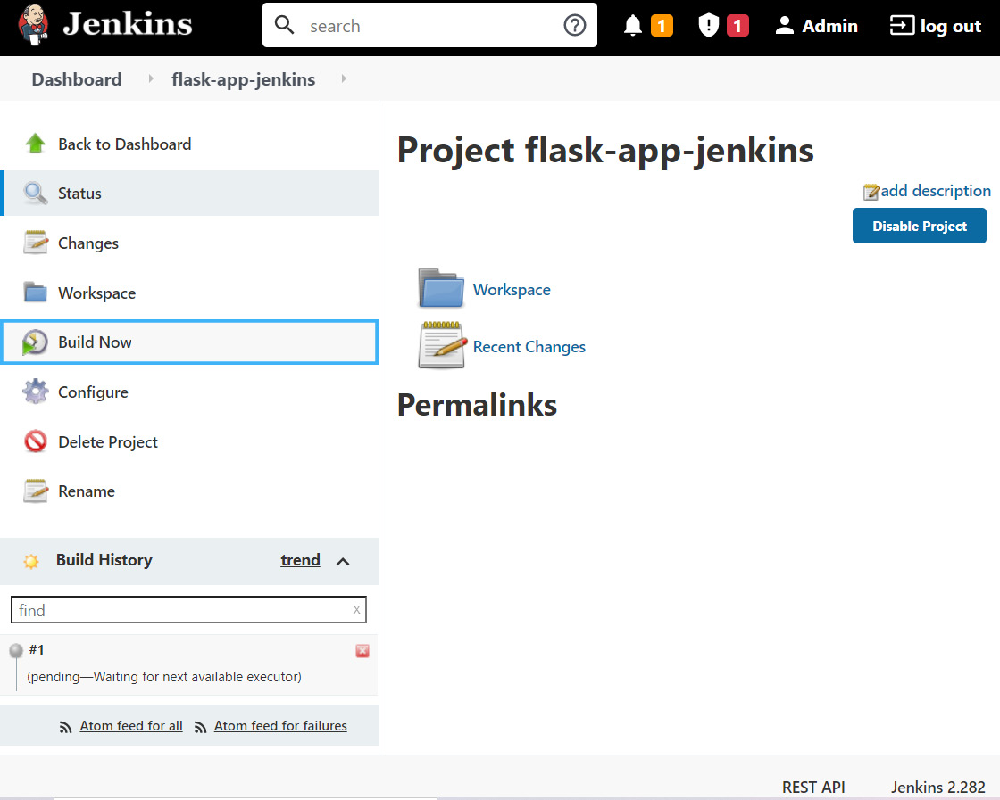 Jenkins
search
1
1
Admin
log out
Dashboard
flask-app-jenkins
Back to Dashboard
Status
Changes
Workspace
Build Now
Configure
Delete Project
Rename
Build History
trend
find
x
#1
(pending—Waiting for next available executor)
Atom feed for all
Atom feed for failures
Project flask-app-jenkins
add description
Disable Project
Workspace
Recent Changes
Permalinks
REST API
Jenkins 2.282